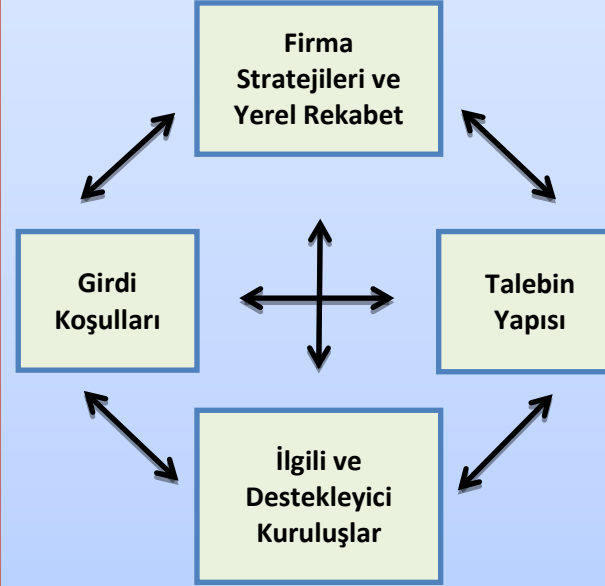 Firma
Stratejileri ve
Yerel Rekabet
Girdi
Koşulları
Talebin
Yapısı
İlgili ve
Destekleyici
Kuruluşlar